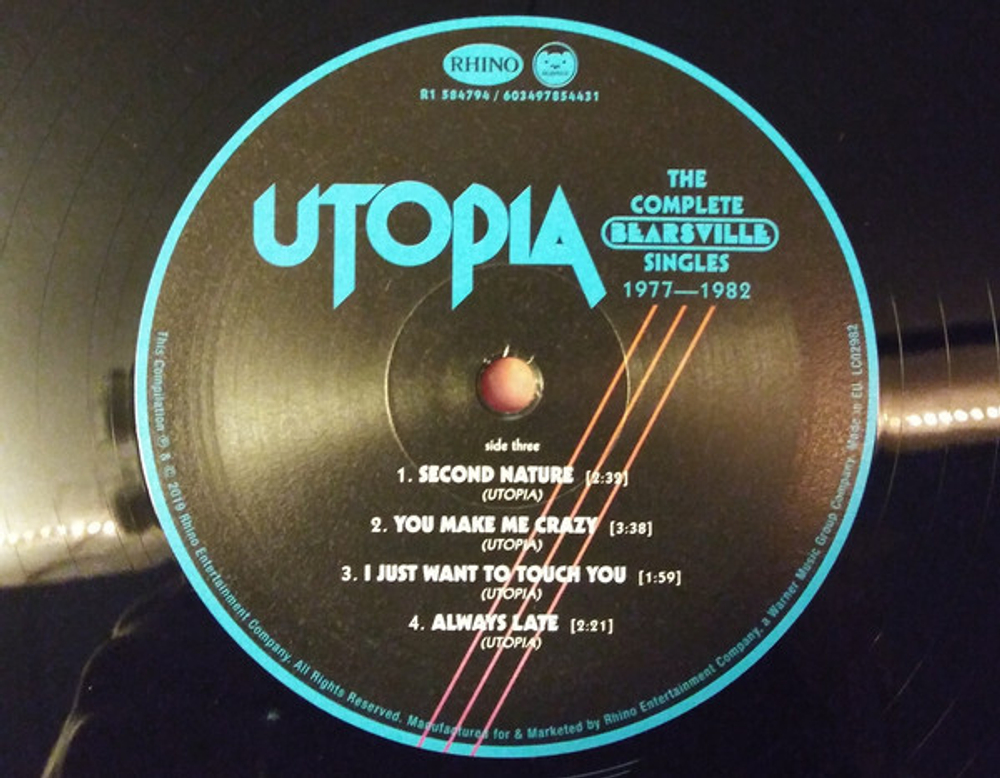 RHINO
R1 584794 / 603497854431
UTOPIA
THE
COMPLETE
BEARSVILLE
SINGLES
1977—1982
side three
1. SECOND NATURE [2:39]
(UTOPIA)
2. YOU MAKE ME CRAZY [3:38]
(UTOPIA)
3. I JUST WANT TO TOUCH YOU [1:59]
(UTOPIA)
4. ALWAYS LATE [2:21]
(UTOPIA)
This Compilation ℗ & © 2019 Rhino Entertainment Company. All Rights Reserved. Manufactured for & Marketed by Rhino Entertainment Company, a Warner Music Group Company. Made in EU. LC02982